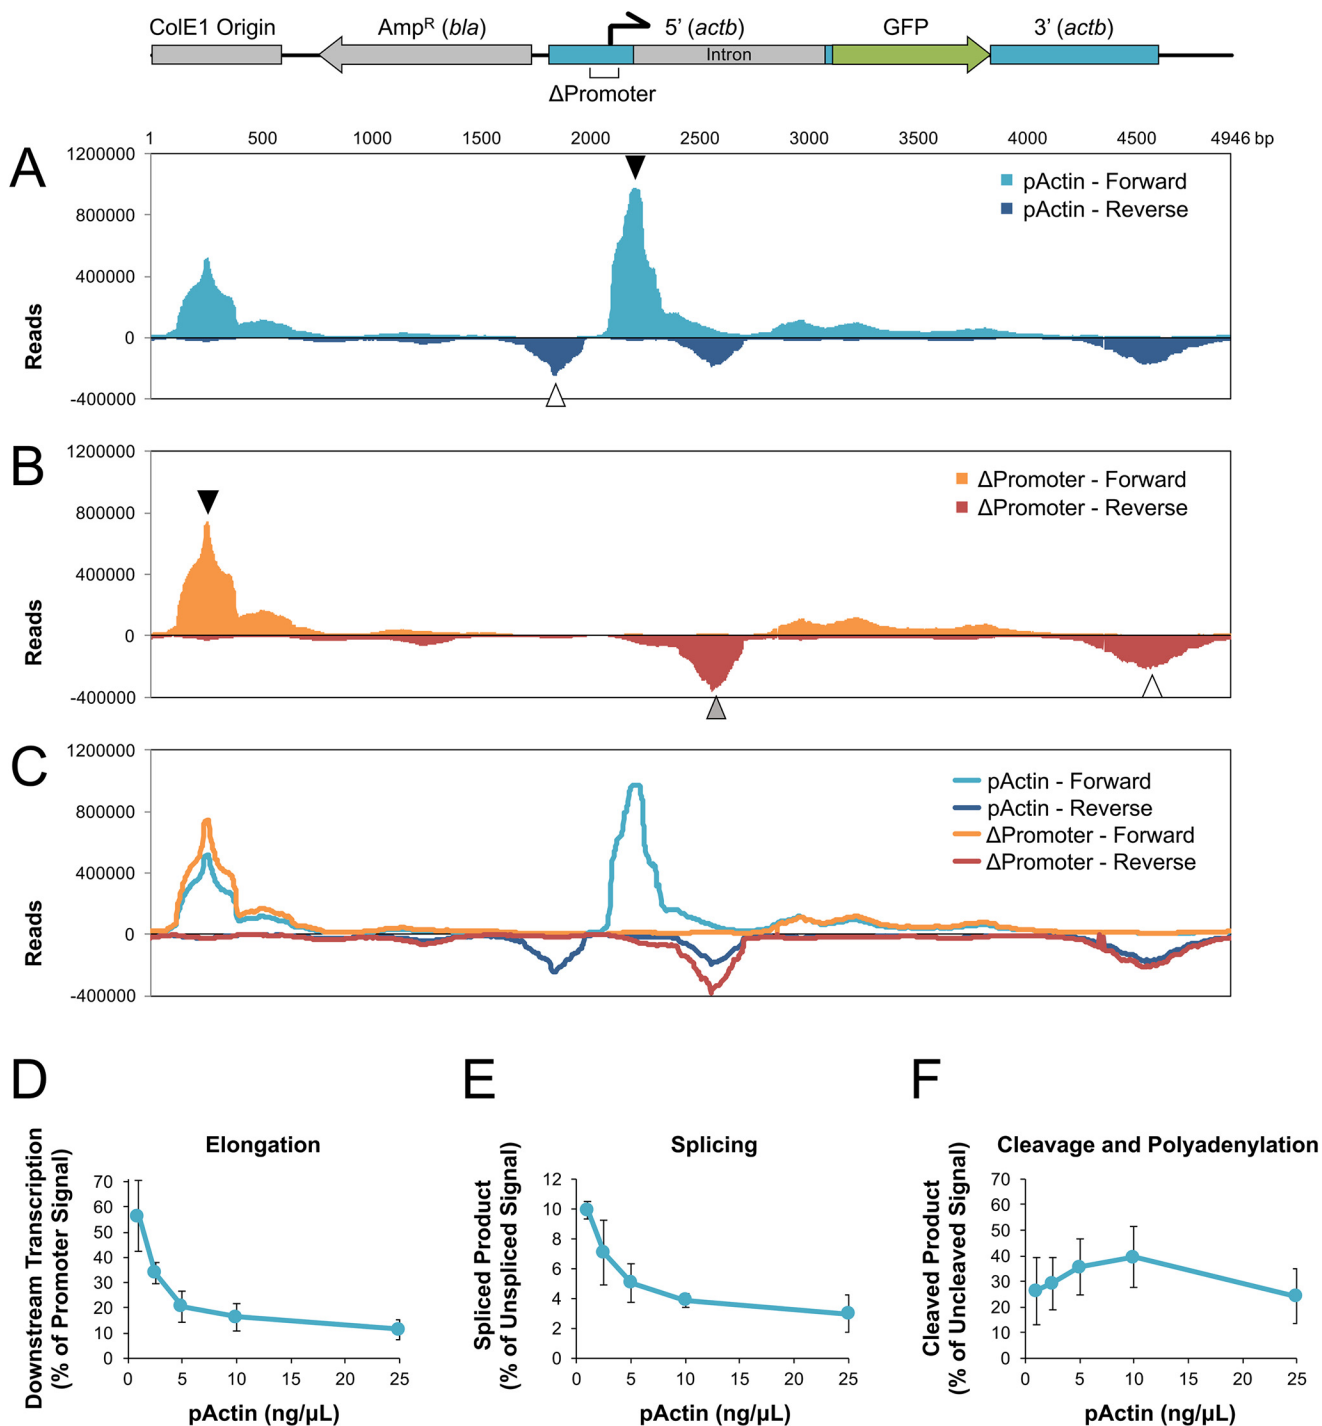 ColE1 Origin AmpR (bla) 5' (actb) GFP 3' (actb)
Intron
ΔPromoter
1 500 1000 1500 2000 2500 3000 3500 4000 4500 4946 bp
A
1200000
800000
400000
0
-400000
Reads
pActin - Forward
pActin - Reverse
B
1200000
800000
400000
0
-400000
Reads
ΔPromoter - Forward
ΔPromoter - Reverse
C
1200000
800000
400000
0
-400000
Reads
pActin - Forward
pActin - Reverse
ΔPromoter - Forward
ΔPromoter - Reverse
D
Elongation
Downstream Transcription
(% of Promoter Signal)
70
60
50
40
30
20
10
0
0 5 10 15 20 25
pActin (ng/µL)
E
Splicing
Spliced Product
(% of Unspliced Signal)
12
10
8
6
4
2
0
0 5 10 15 20 25
pActin (ng/µL)
F
Cleavage and Polyadenylation
Cleaved Product
(% of Uncleaved Signal)
70
60
50
40
30
20
10
0
0 5 10 15 20 25
pActin (ng/µL)